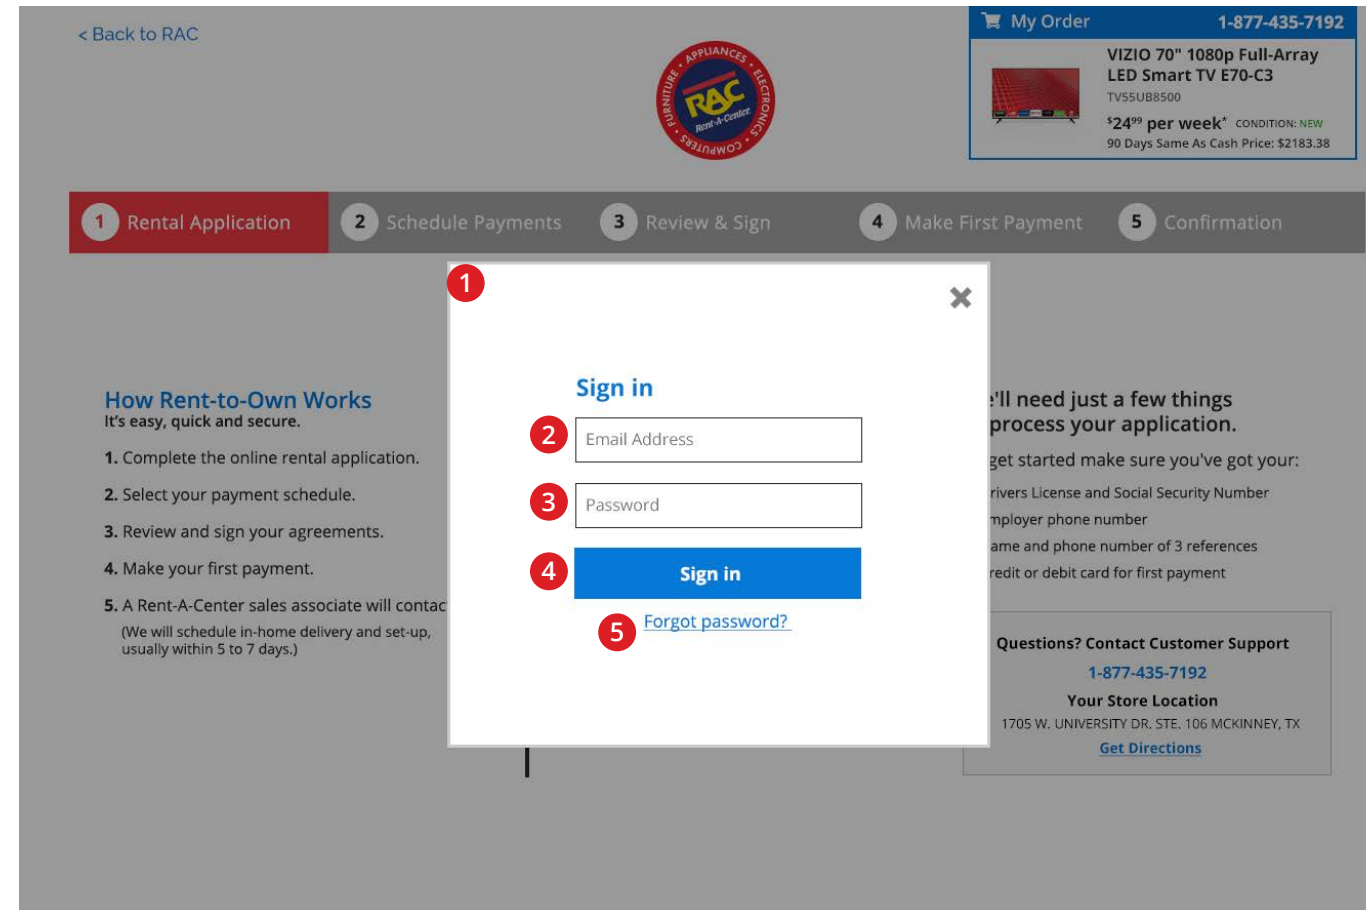 < Back to RAC
My Order 1-877-435-7192
VIZIO 70" 1080p Full-Array
LED Smart TV E70-C3
TV55UB8500
$24⁹⁹ per week* CONDITION: NEW
90 Days Same As Cash Price: $2183.38
FURNITURE • APPLIANCES • ELECTRONICS • COMPUTERS
RAC
Rent-A-Center
1 Rental Application 2 Schedule Payments 3 Review & Sign 4 Make First Payment 5 Confirmation
How Rent-to-Own Works
It's easy, quick and secure.
1. Complete the online rental application.
2. Select your payment schedule.
3. Review and sign your agreements.
4. Make your first payment.
5. A Rent-A-Center sales associate will contac
(We will schedule in-home delivery and set-up,
usually within 5 to 7 days.)
1
Sign in
2 Email Address
3 Password
4 Sign in
5 Forgot password?
'll need just a few things
process your application.
get started make sure you've got your:
rivers License and Social Security Number
mployer phone number
ame and phone number of 3 references
redit or debit card for first payment
Questions? Contact Customer Support
1-877-435-7192
Your Store Location
1705 W. UNIVERSITY DR. STE. 106 MCKINNEY, TX
Get Directions